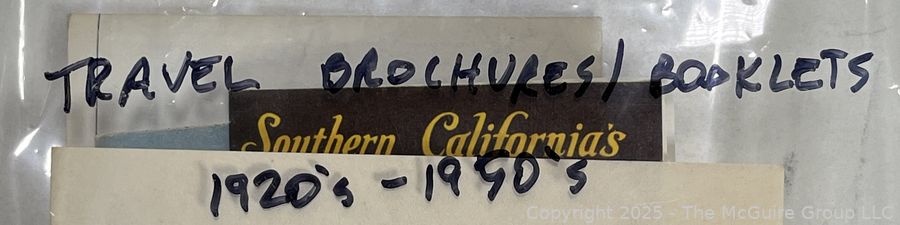 TRAVEL BROCHURES/ BOOKLETS
Southern California's
1920's - 1950's
Copyright 2025 - The McGuire Group LLC